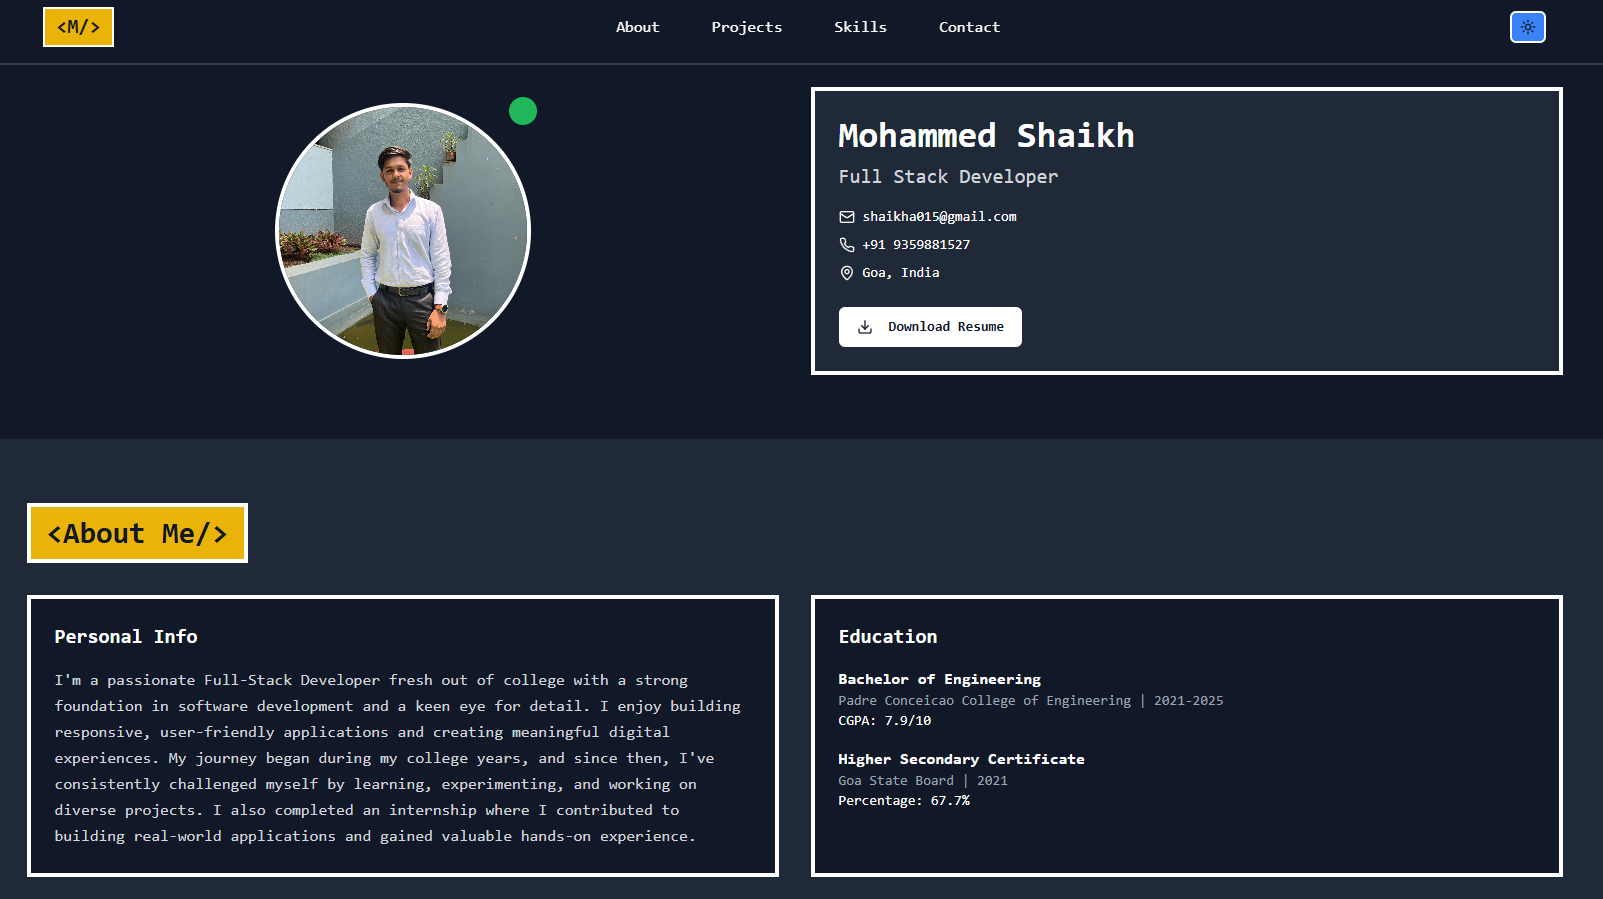 <M/>
About
Projects
Skills
Contact
Mohammed Shaikh
Full Stack Developer
shaikha015@gmail.com
+91 9359881527
Goa, India
Download Resume
<About Me/>
Personal Info
I'm a passionate Full-Stack Developer fresh out of college with a strong
foundation in software development and a keen eye for detail. I enjoy building
responsive, user-friendly applications and creating meaningful digital
experiences. My journey began during my college years, and since then, I've
consistently challenged myself by learning, experimenting, and working on
diverse projects. I also completed an internship where I contributed to
building real-world applications and gained valuable hands-on experience.
Education
Bachelor of Engineering
Padre Conceicao College of Engineering | 2021-2025
CGPA: 7.9/10
Higher Secondary Certificate
Goa State Board | 2021
Percentage: 67.7%